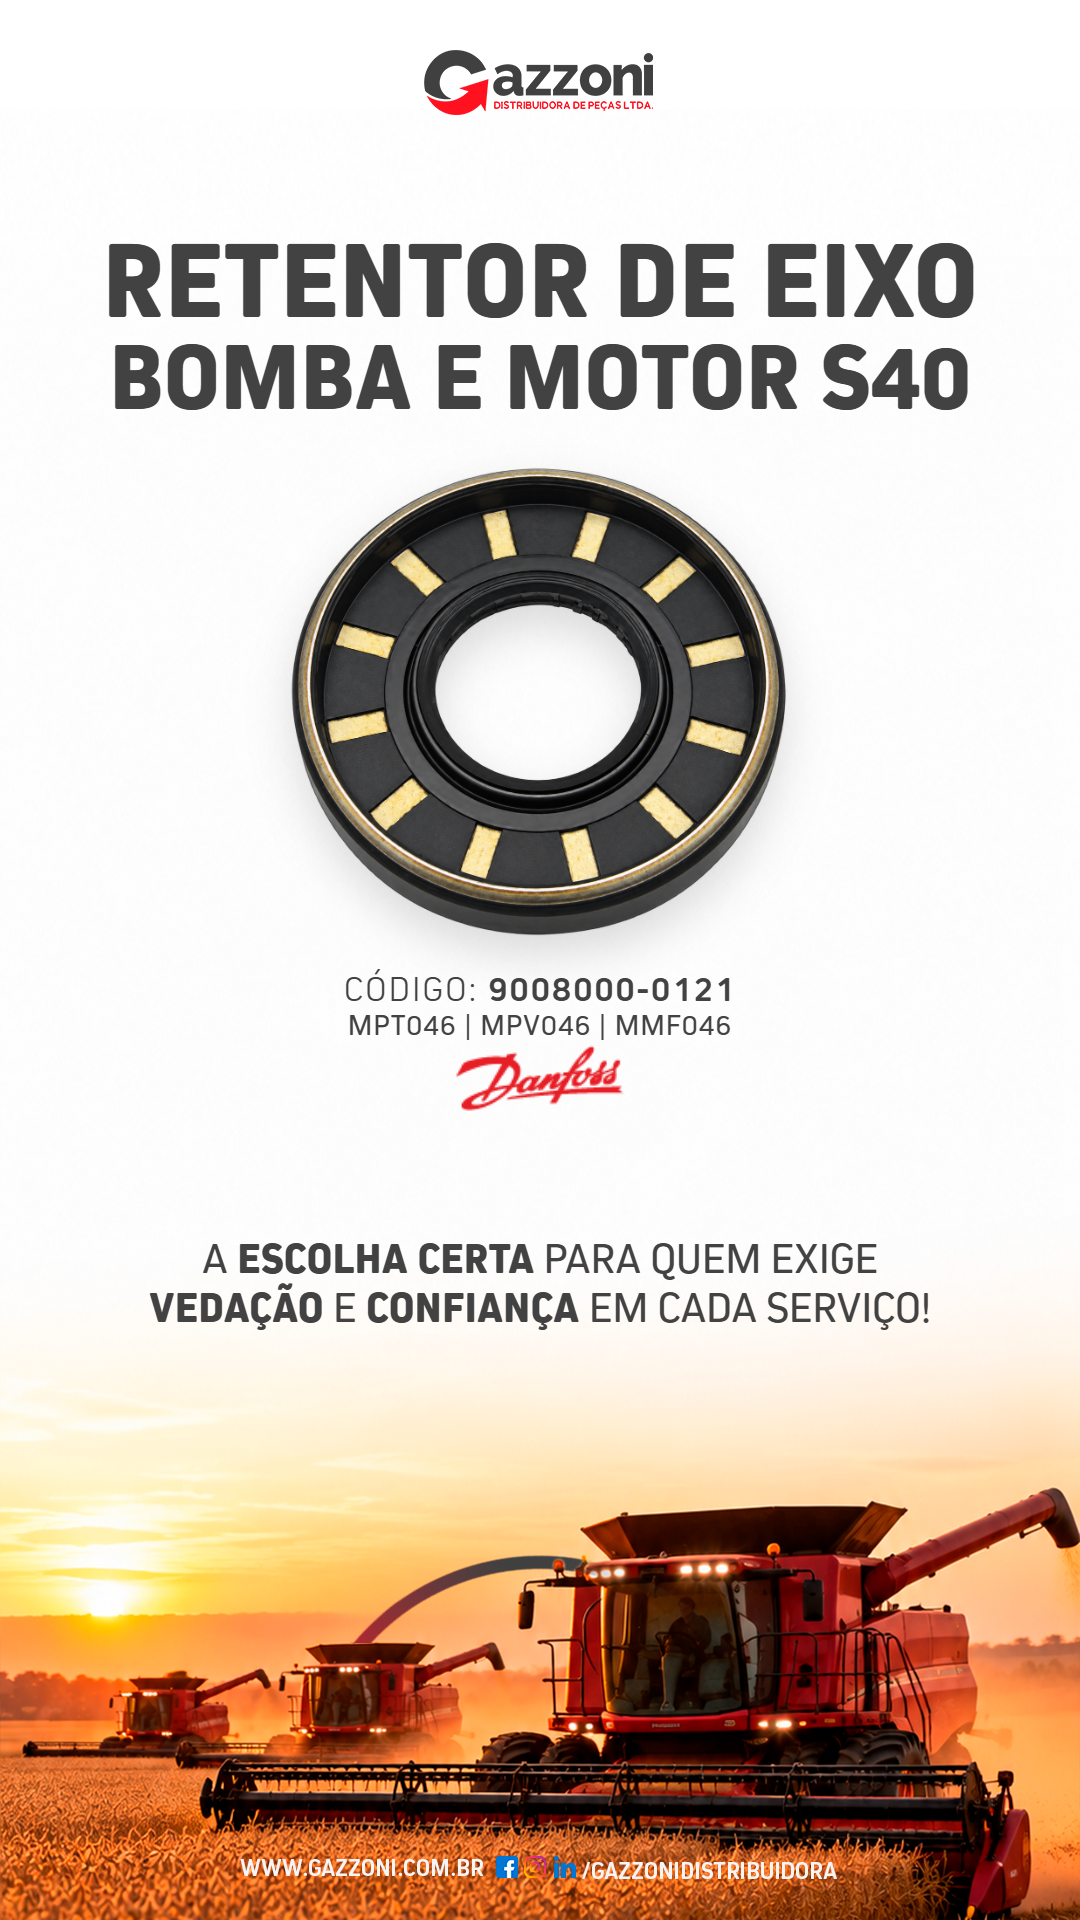 Gazzoni
DISTRIBUIDORA DE PEÇAS LTDA.
RETENTOR DE EIXO
BOMBA E MOTOR S40
CÓDIGO: 9008000-0121
MPT046 | MPV046 | MMF046
Danfoss
A ESCOLHA CERTA PARA QUEM EXIGE
VEDAÇÃO E CONFIANÇA EM CADA SERVIÇO!
WWW.GAZZONI.COM.BR /GAZZONIDISTRIBUIDORA